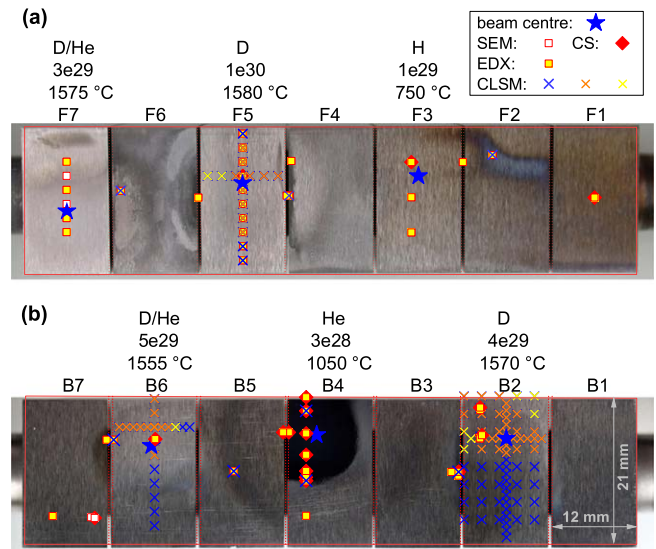 (a)
beam centre:
SEM: CS:
EDX:
CLSM:
D/He D H
3e29 1e30 1e29
1575 °C 1580 °C 750 °C
F7 F6 F5 F4 F3 F2 F1
(b)
D/He He D
5e29 3e28 4e29
1555 °C 1050 °C 1570 °C
B7 B6 B5 B4 B3 B2 B1
21 mm
12 mm